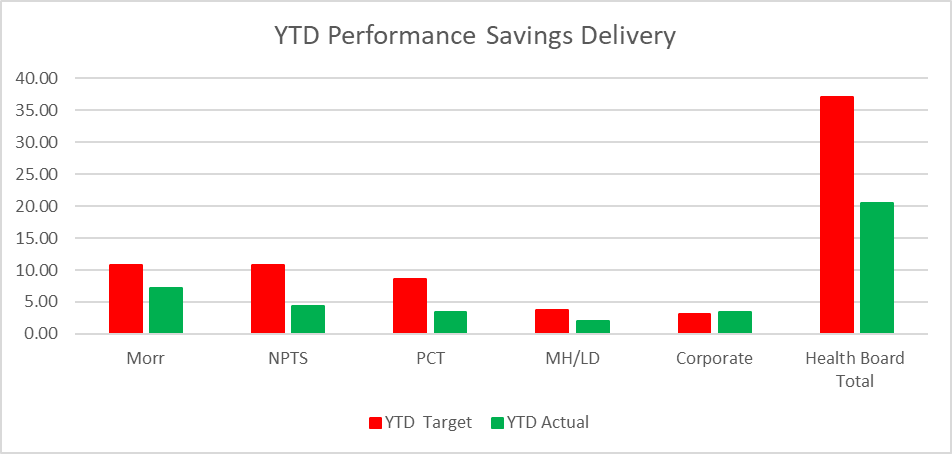 YTD Performance Savings Delivery
40.00
35.00
30.00
25.00
20.00
15.00
10.00
5.00
0.00
Morr NPTS PCT MH/LD Corporate Health Board
Total
YTD Target YTD Actual